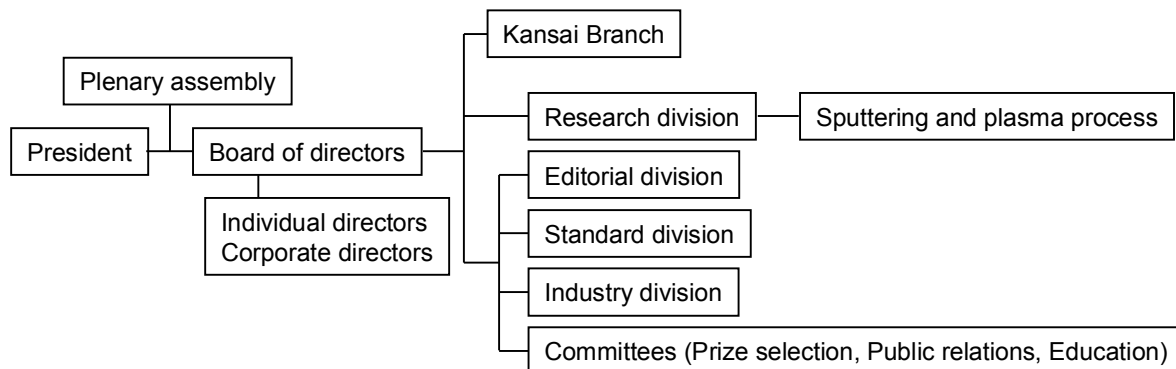 Kansai Branch
Plenary assembly
Research division
Sputtering and plasma process
President
Board of directors
Editorial division
Individual directors
Corporate directors
Standard division
Industry division
Committees (Prize selection, Public relations, Education)